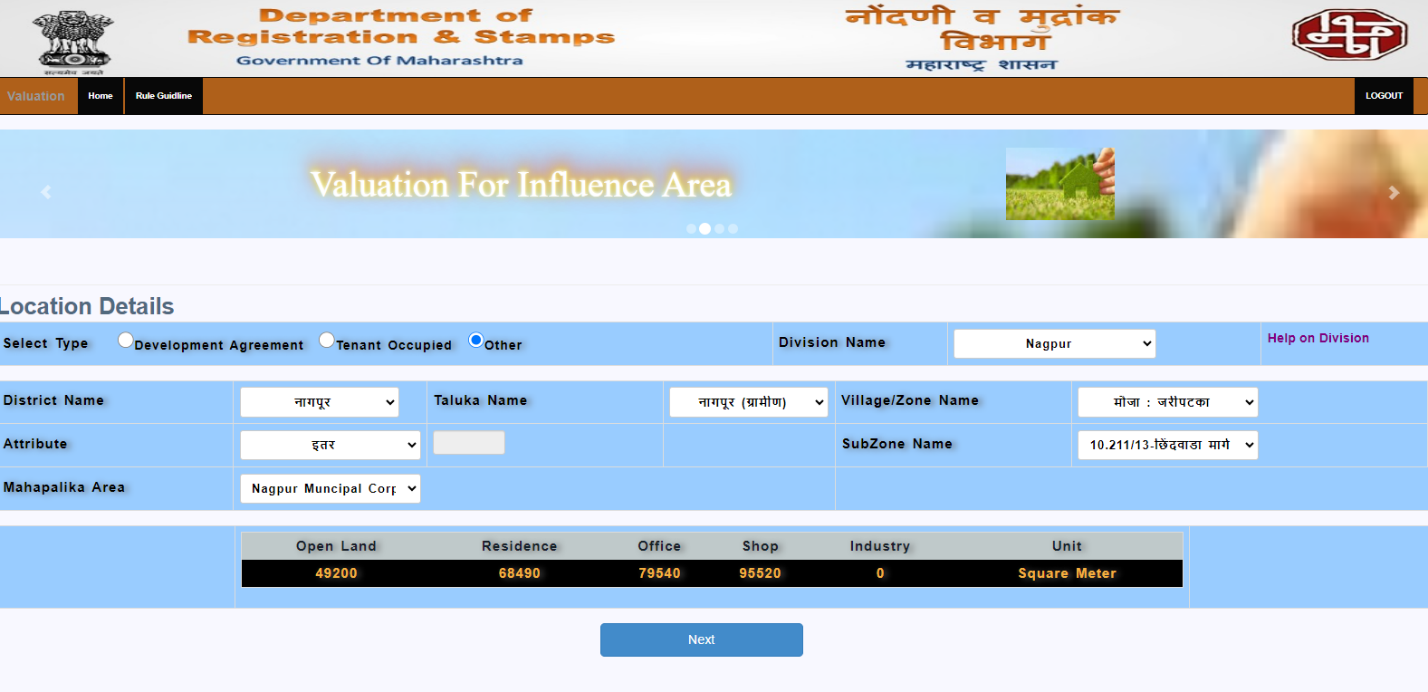 Department of
Registration & Stamps
Government Of Maharashtra
नोंदणी व मुद्रांक
विभाग
महाराष्ट्र शासन
सत्यमेव जयते
Valuation Home Rule Guidline LOGOUT
Valuation For Influence Area
Location Details
Select Type Development Agreement Tenant Occupied Other Division Name Nagpur Help on Division
District Name नागपूर Taluka Name नागपूर (ग्रामीण) Village/Zone Name मौजा : जरीपटका
Attribute इतर SubZone Name 10.211/13-छिंदवाडा मार्ग
Mahapalika Area Nagpur Muncipal Corp
Open Land Residence Office Shop Industry Unit
49200 68490 79540 95520 0 Square Meter
Next